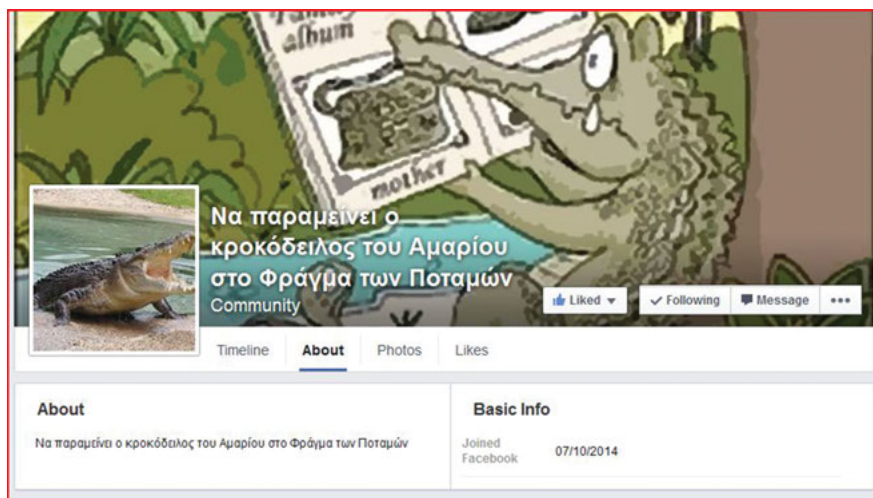 Family
album
mother
Να παραμείνει ο
κροκόδειλος του Αμαρίου
στο Φράγμα των Ποταμών
Community
Liked
Following
Message
Timeline
About
Photos
Likes
About
Να παραμείνει ο κροκόδειλος του Αμαρίου στο Φράγμα των Ποταμών
Basic Info
Joined
Facebook
07/10/2014